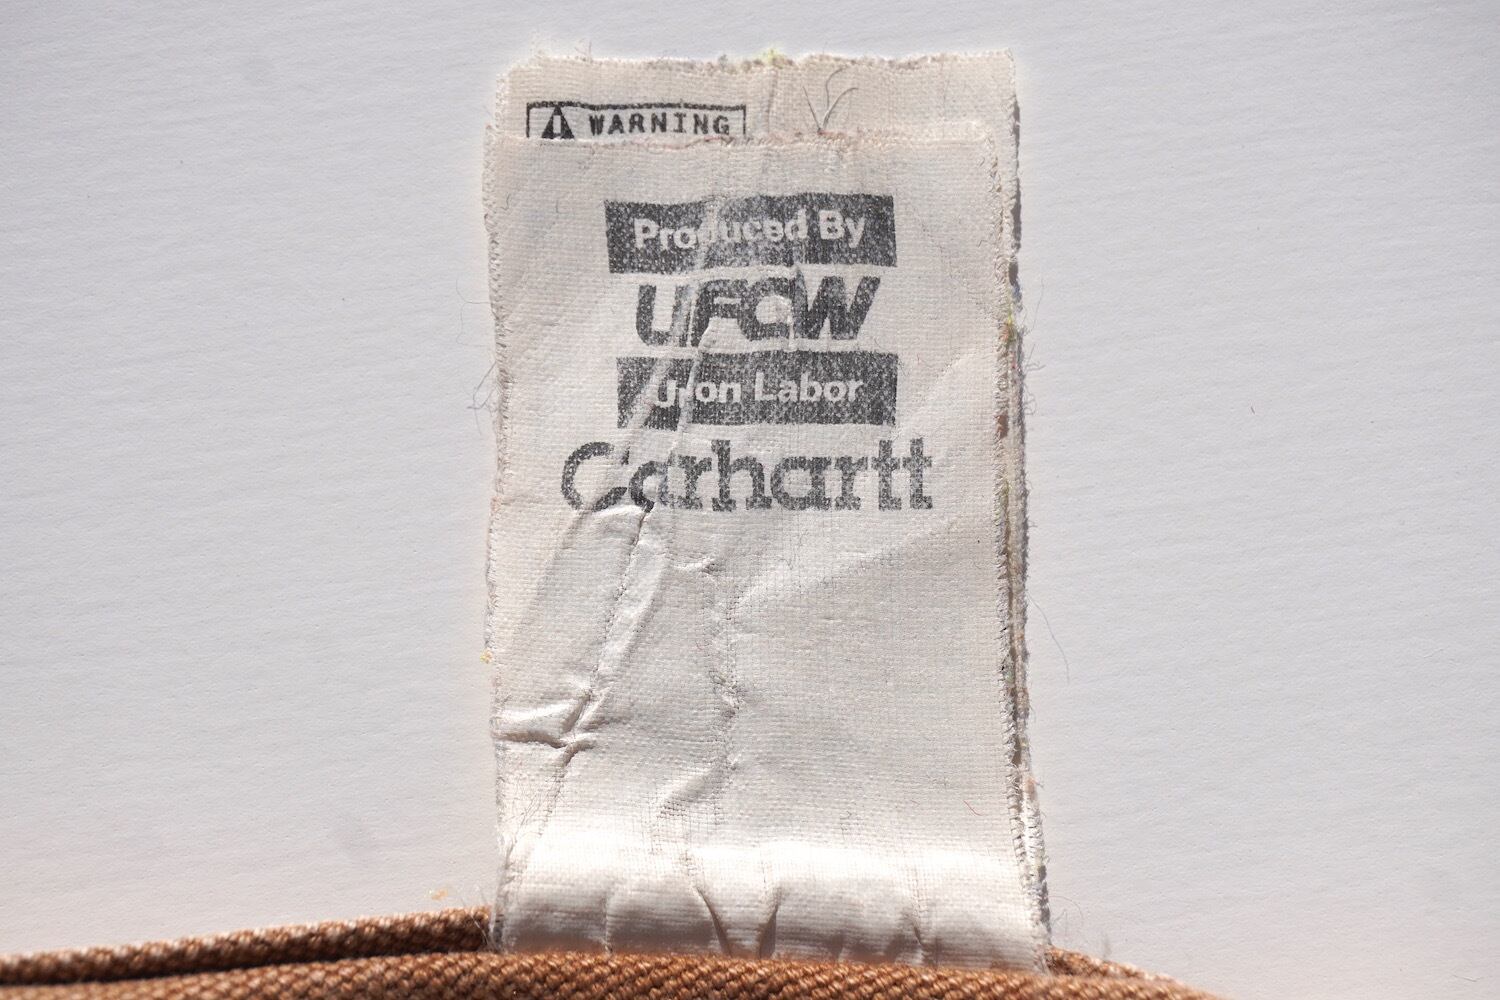 WARNING
Produced By
UFCW
Union Labor
Carhartt